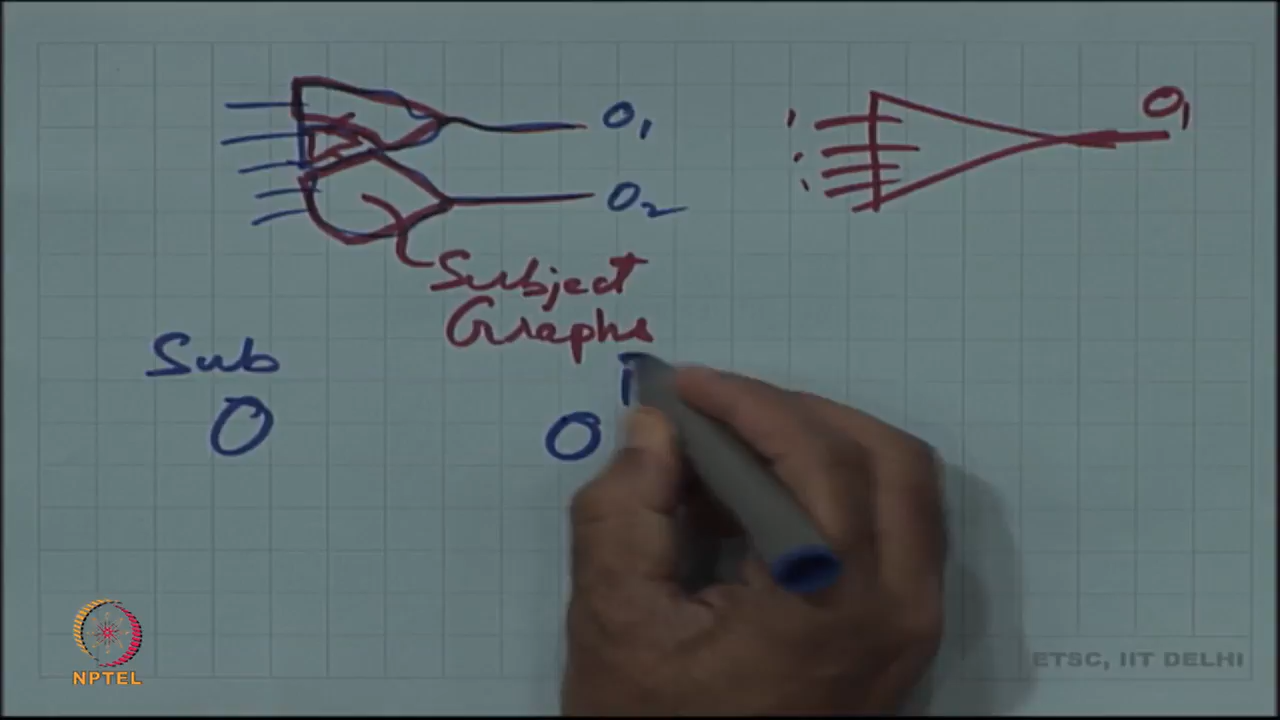 O1
O1
O2
Subject
Graphs
Sub
O
O
NPTEL
ETSC, IIT DELHI